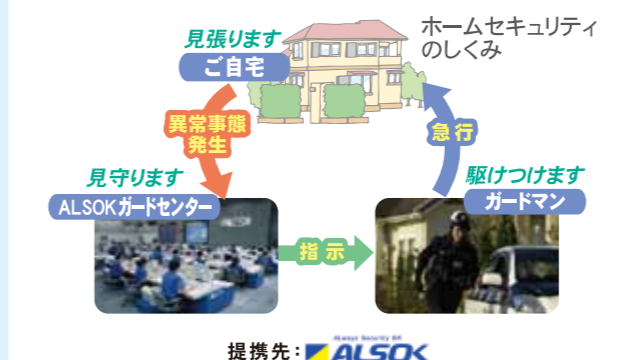 ホームセキュリティ
のしくみ
見張ります
ご自宅
異常事態
発生
急行
見守ります
ALSOKガードセンター
駆けつけます
ガードマン
指示
提携先：
Always Security OK
ALSOK